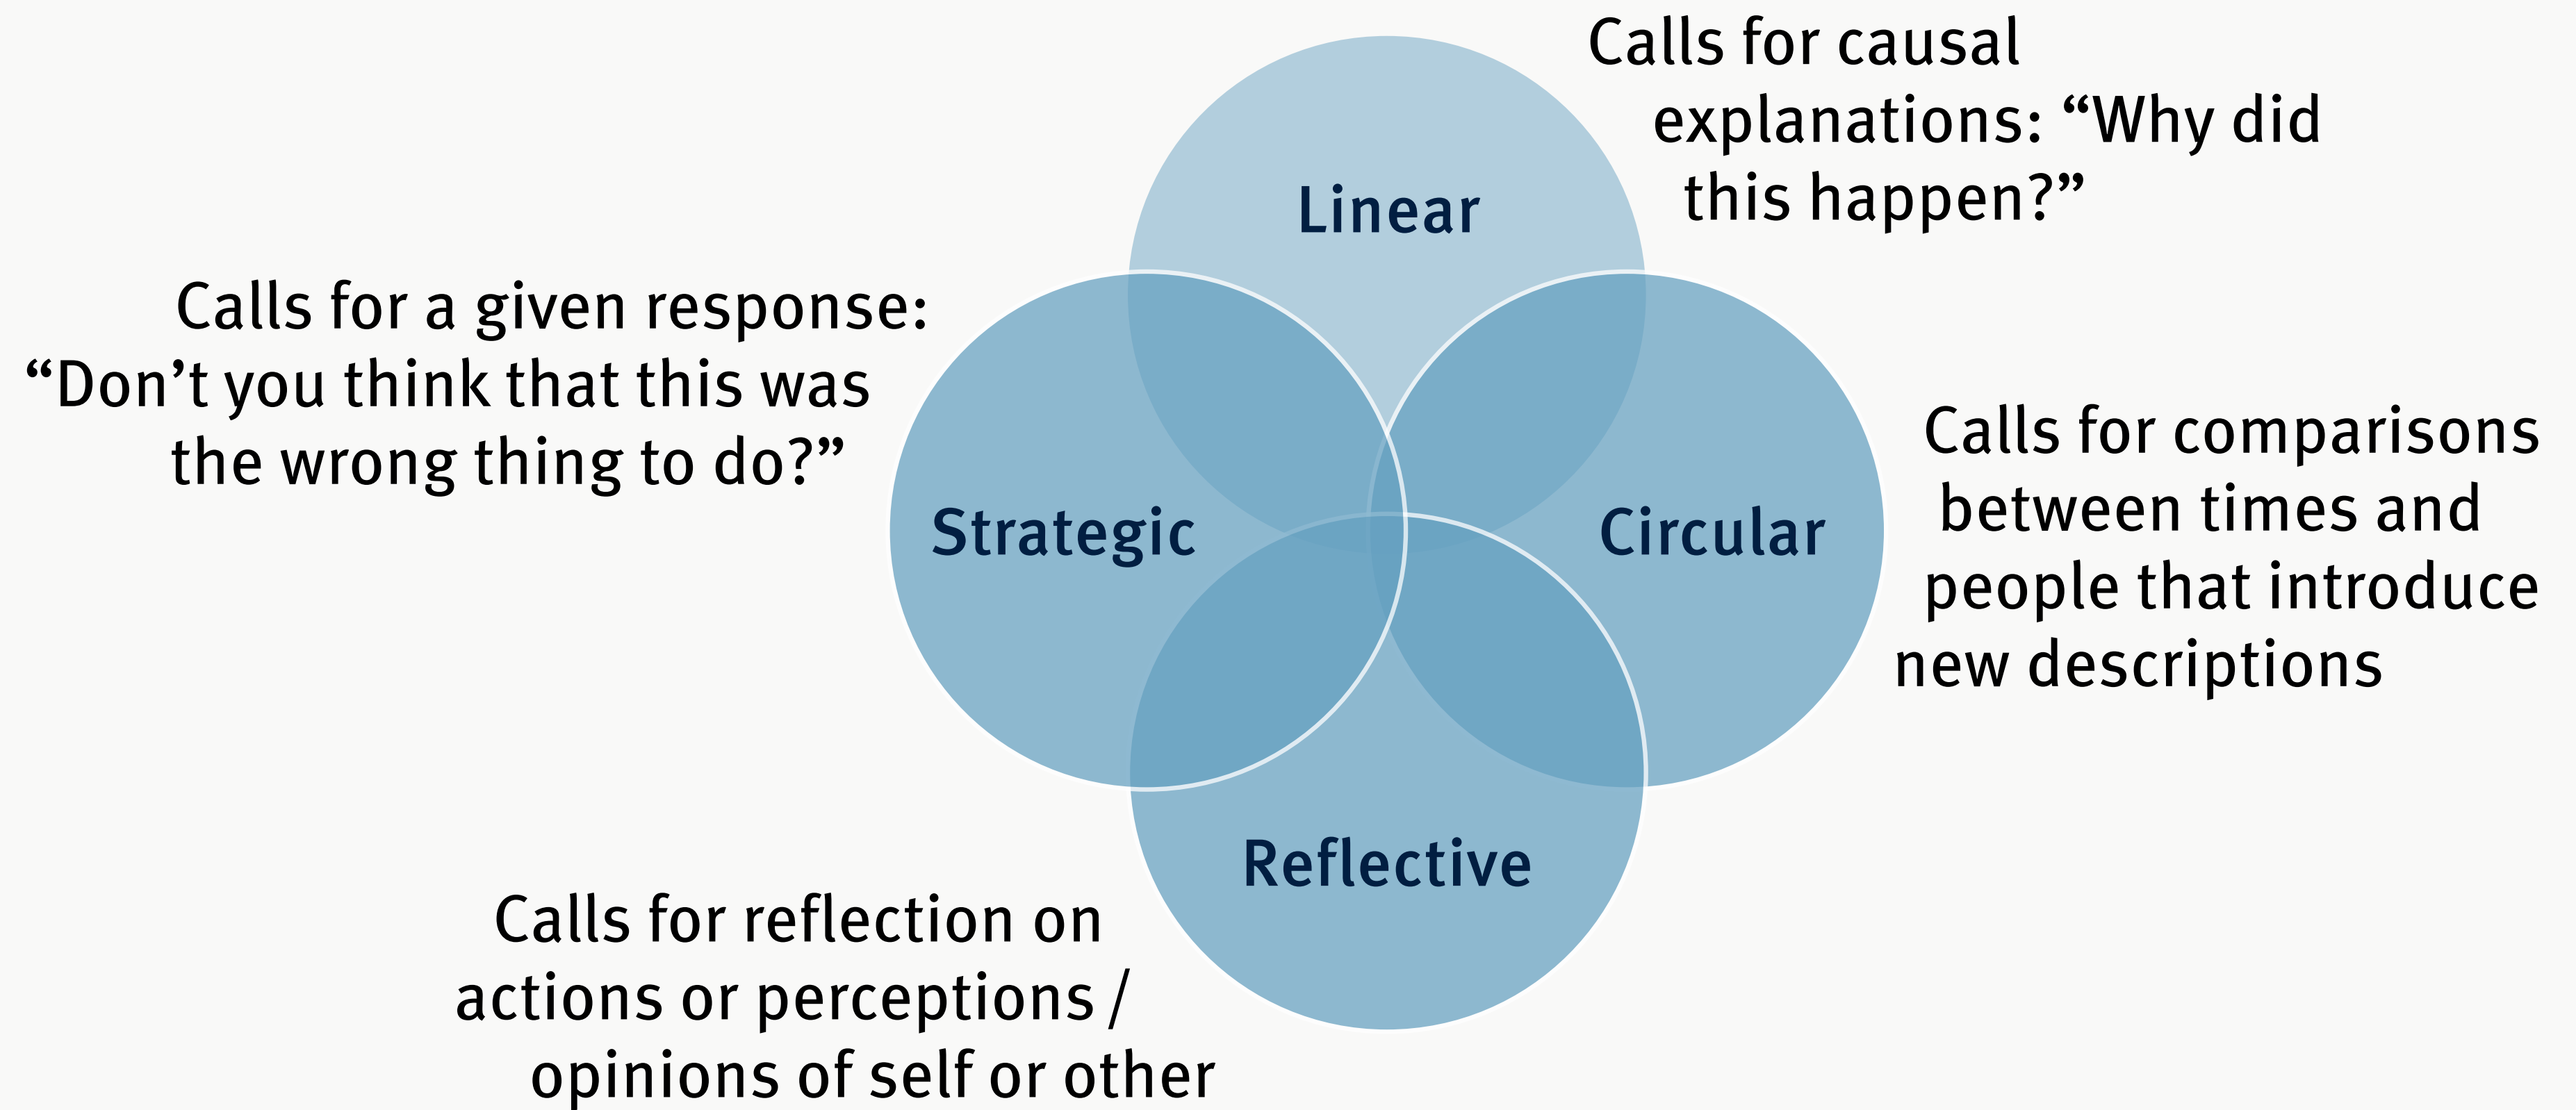 Linear
Calls for causal
explanations: “Why did
this happen?”
Calls for a given response:
“Don’t you think that this was
the wrong thing to do?”
Strategic
Circular
Calls for comparisons
between times and
people that introduce
new descriptions
Reflective
Calls for reflection on
actions or perceptions /
opinions of self or other